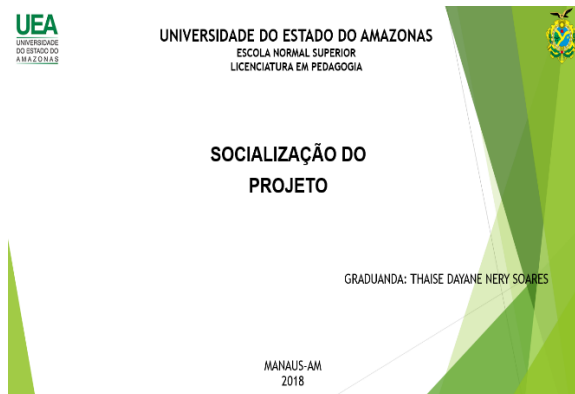 UEA
UNIVERSIDADE
DO ESTADO DO
AMAZONAS
UNIVERSIDADE DO ESTADO DO AMAZONAS
ESCOLA NORMAL SUPERIOR
LICENCIATURA EM PEDAGOGIA
SOCIALIZAÇÃO DO
PROJETO
GRADUANDA: THAISE DAYANE NERY SOARES
MANAUS-AM
2018